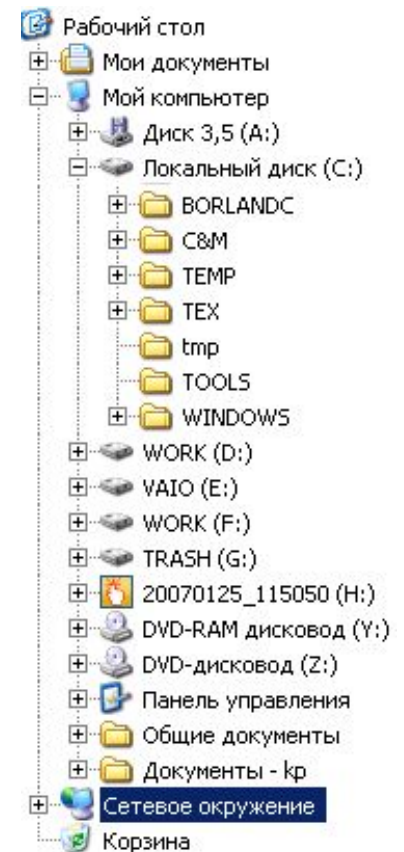 Рабочий стол
Мои документы
Мой компьютер
Диск 3,5 (A:)
Локальный диск (C:)
BORLANDC
C&M
TEMP
TEX
tmp
TOOLS
WINDOWS
WORK (D:)
VAIO (E:)
WORK (F:)
TRASH (G:)
20070125_115050 (H:)
DVD-RAM дисковод (Y:)
DVD-дисковод (Z:)
Панель управления
Общие документы
Документы - kp
Сетевое окружение
Корзина